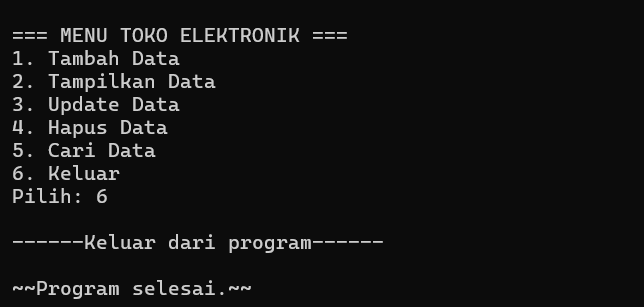 === MENU TOKO ELEKTRONIK ===
1. Tambah Data
2. Tampilkan Data
3. Update Data
4. Hapus Data
5. Cari Data
6. Keluar
Pilih: 6
------Keluar dari program------
~~Program selesai.~~